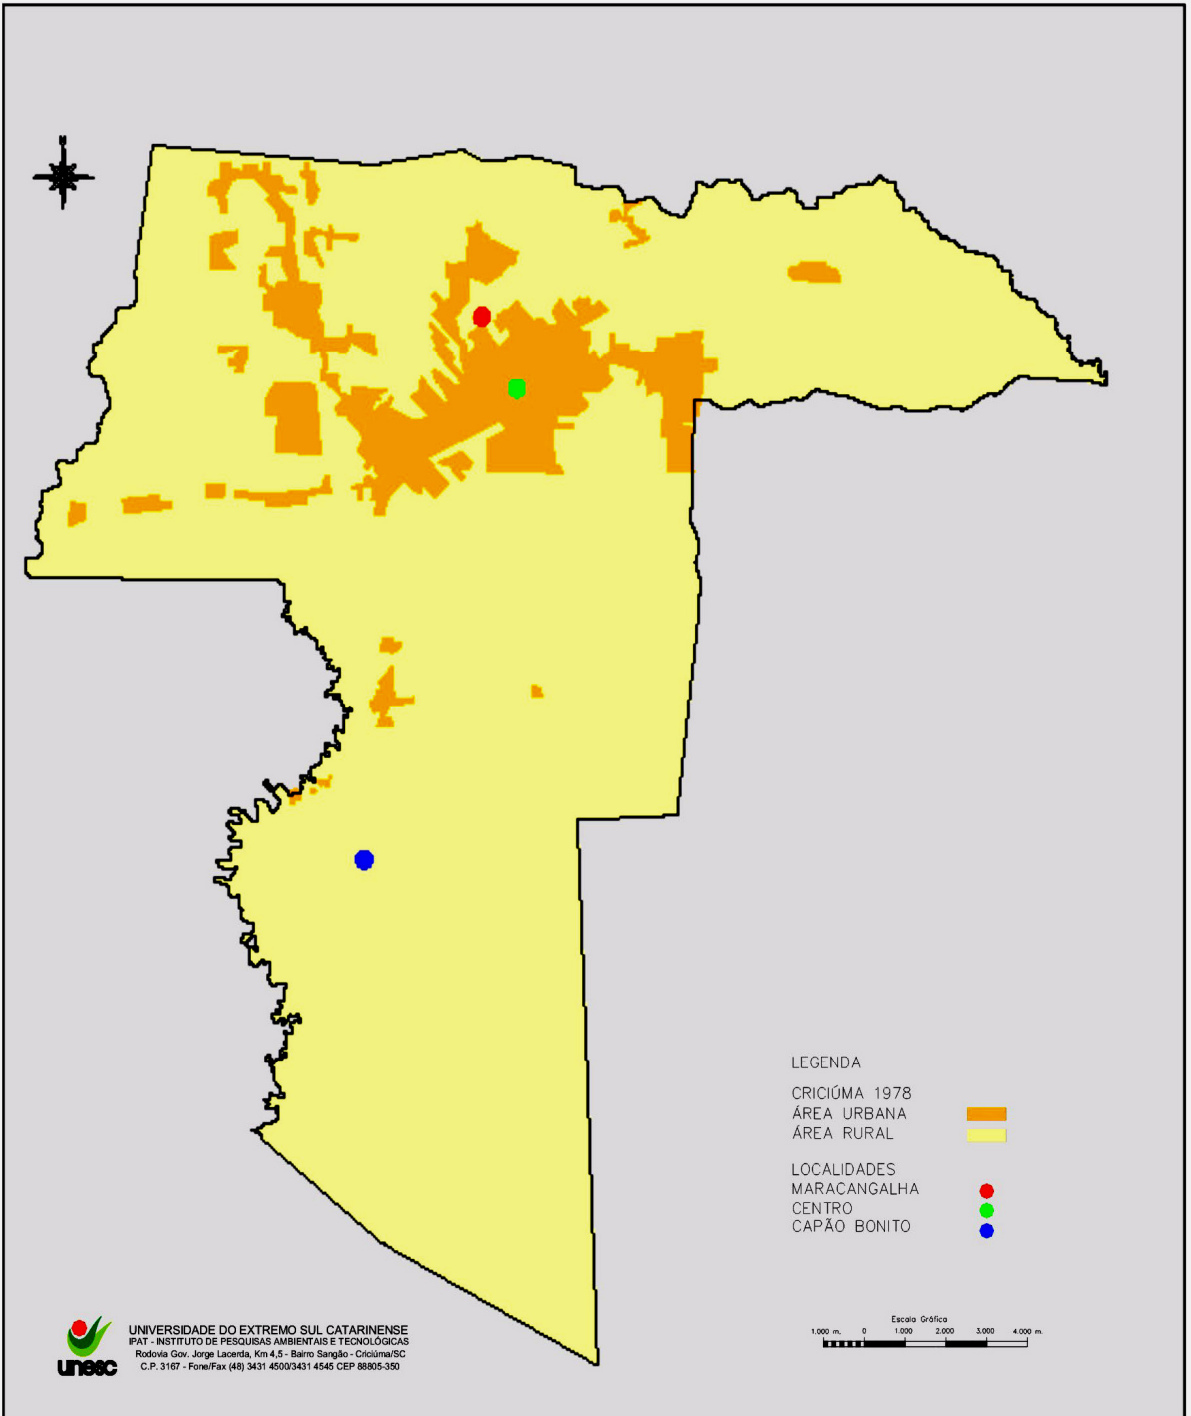 N
LEGENDA
CRICIÚMA 1978
ÁREA URBANA
ÁREA RURAL
LOCALIDADES
MARACANGALHA
CENTRO
CAPÃO BONITO
Escala Gráfica
1.000 m. 0 1.000 2.000 3.000 4.000 m.
unesc
UNIVERSIDADE DO EXTREMO SUL CATARINENSE
IPAT - INSTITUTO DE PESQUISAS AMBIENTAIS E TECNOLÓGICAS
Rodovia Gov. Jorge Lacerda, Km 4,5 - Bairro Sangão - Criciúma/SC
C.P. 3167 - Fone/Fax (48) 3431 4500/3431 4545 CEP 88805-350